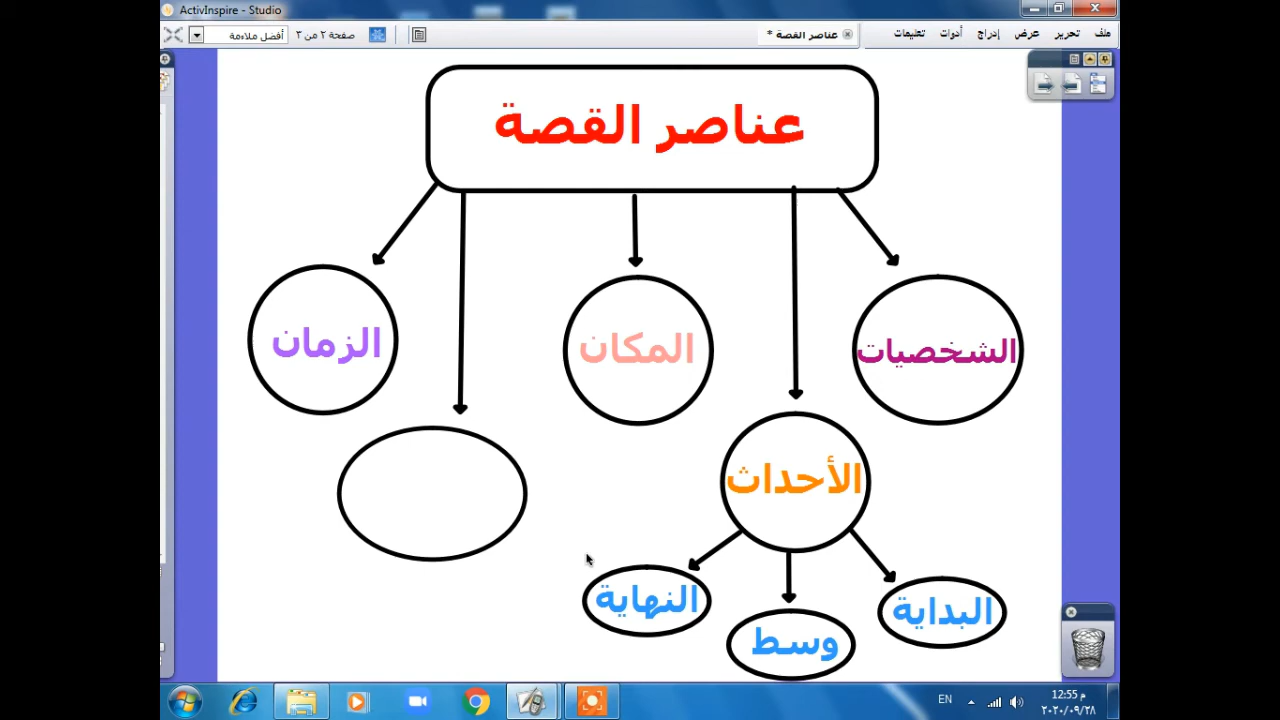 ActivInspire - Studio
ملف تحرير عرض إدراج أدوات تعليمات
عناصر القصة *
صفحة ٢ من ٣
أفضل ملاءمة
عناصر القصة
الشخصيات
المكان
الزمان
الأحداث
البداية
وسط
النهاية
EN
12:55 م
٢٠٢٠/٠٩/٢٨